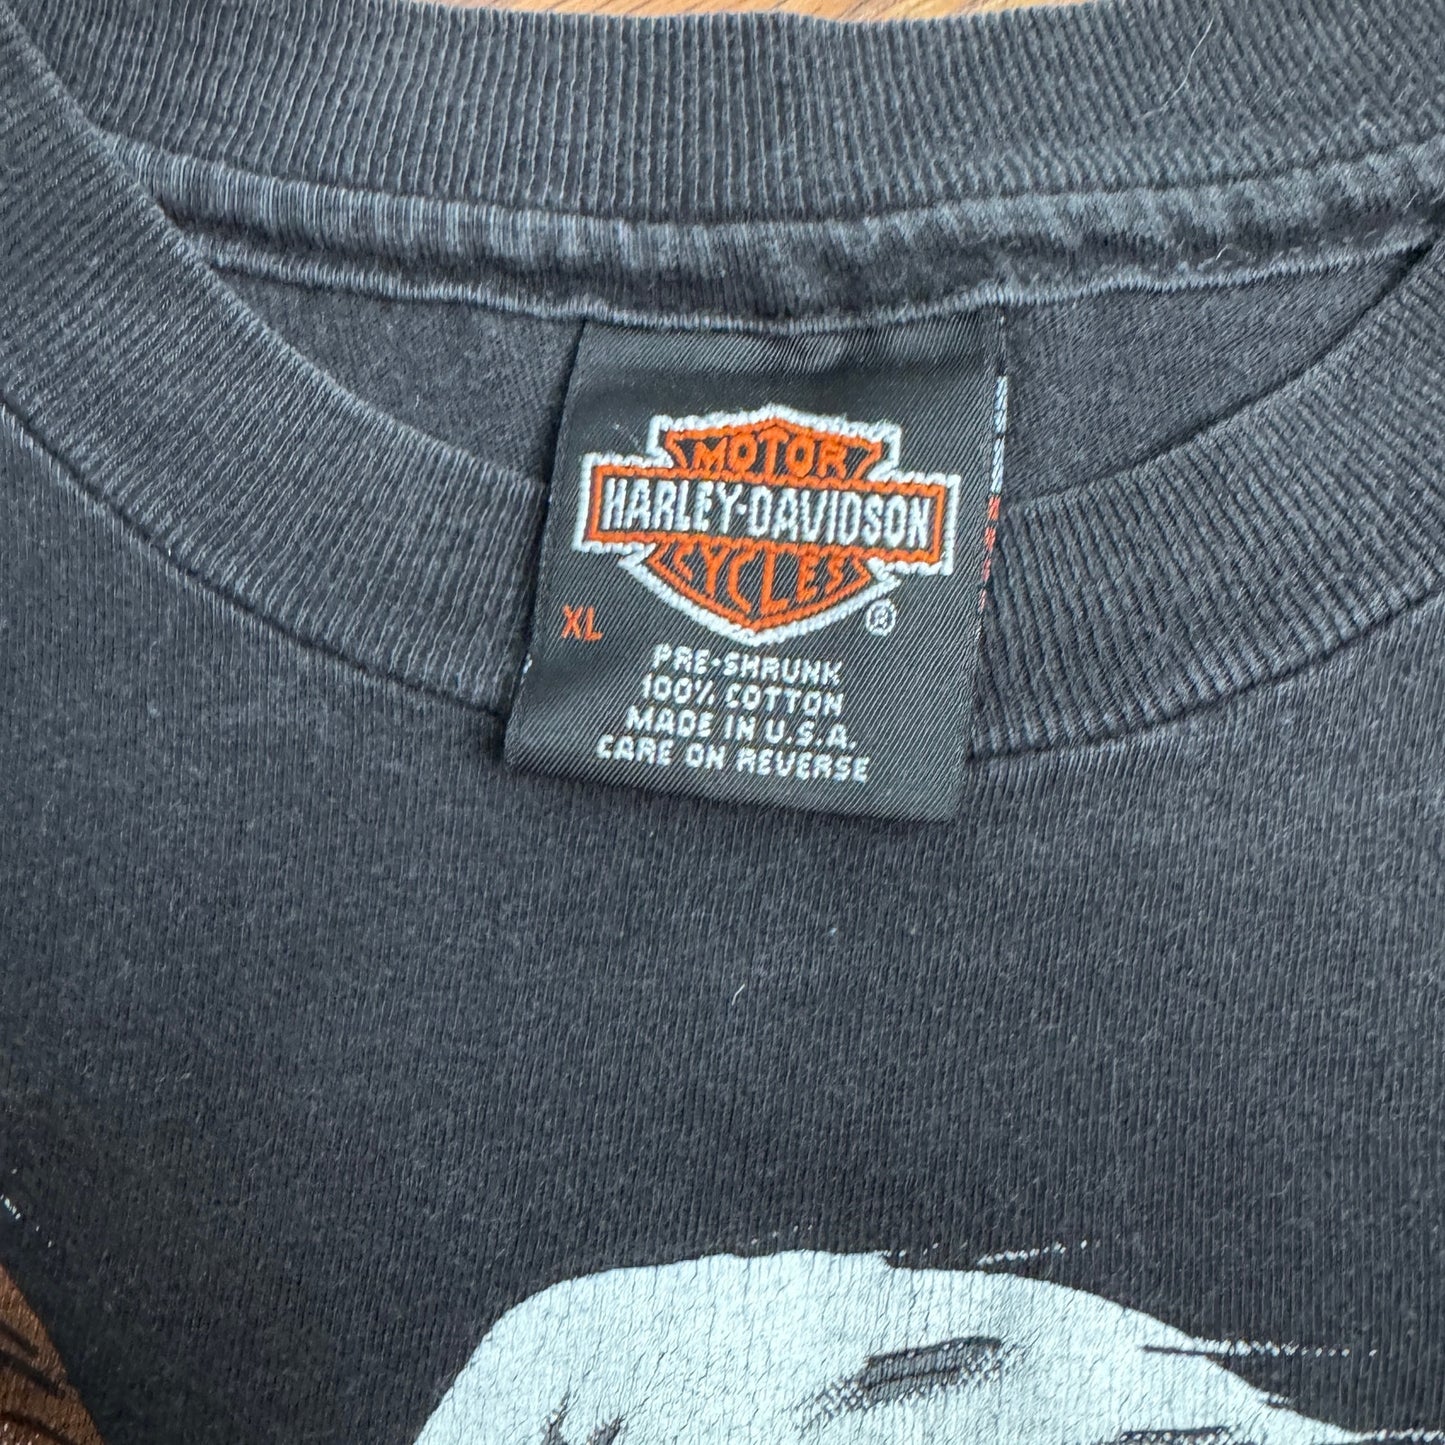 MOTOR
HARLEY-DAVIDSON
CYCLES
®
XL
PRE-SHRUNK
100% COTTON
MADE IN U.S.A.
CARE ON REVERSE